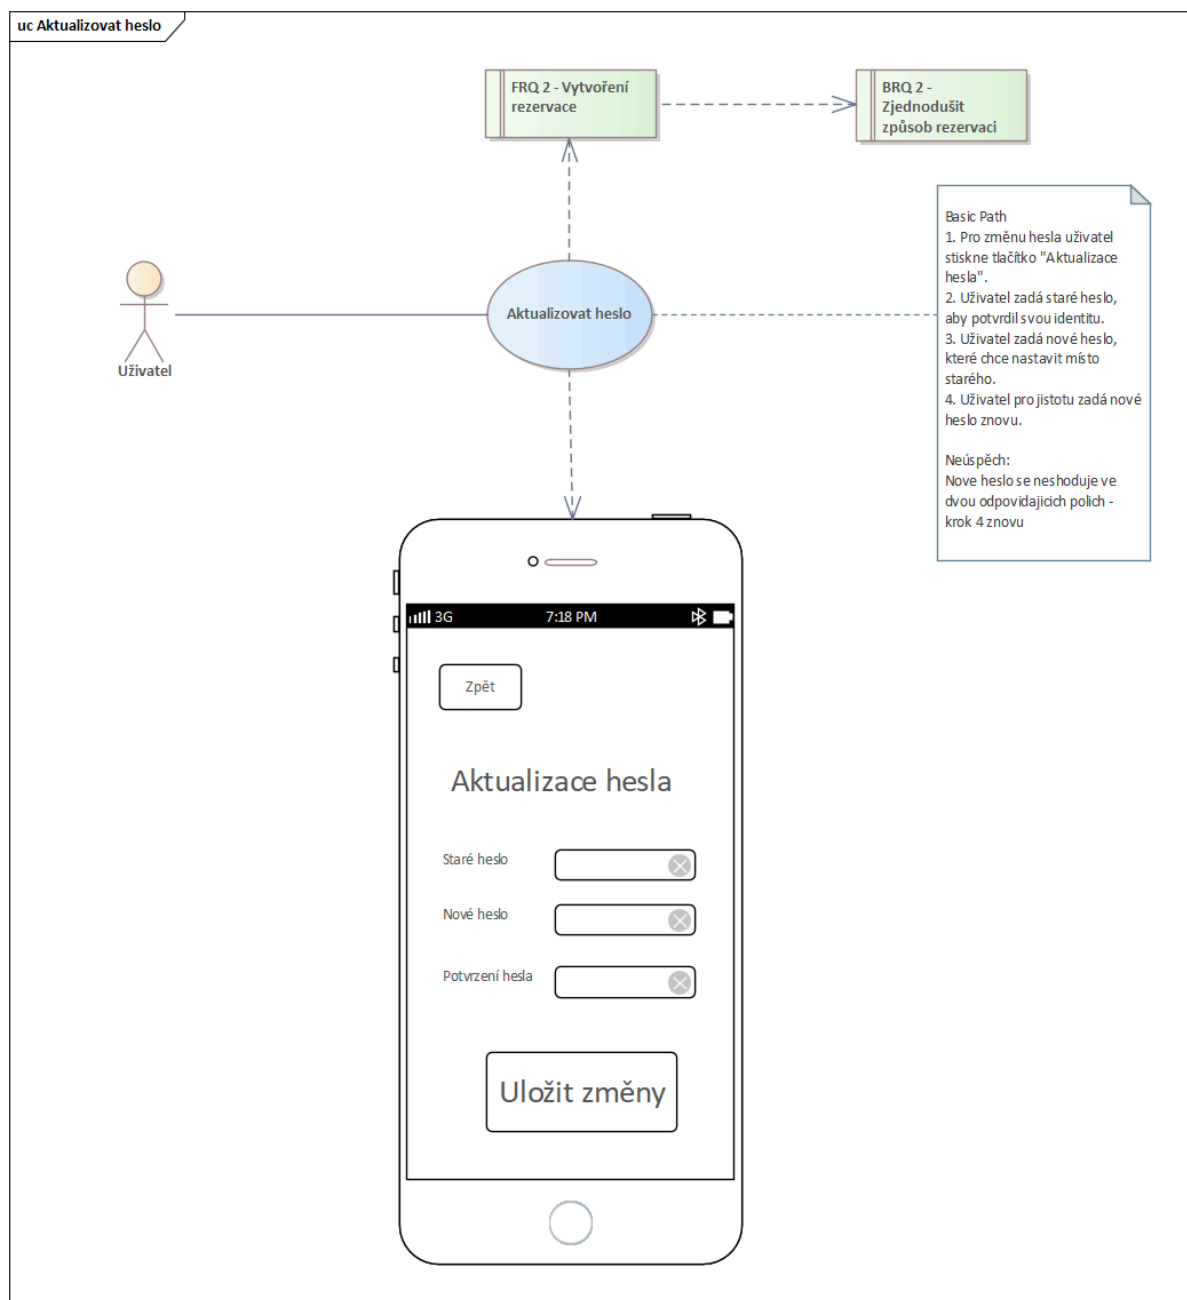 uc Aktualizovat heslo
FRQ 2 - Vytvoření
rezervace
BRQ 2 -
Zjednodušit
způsob rezervaci
Basic Path
1. Pro změnu hesla uživatel
stiskne tlačítko "Aktualizace
hesla".
2. Uživatel zadá staré heslo,
aby potvrdil svou identitu.
3. Uživatel zadá nové heslo,
které chce nastavit místo
starého.
4. Uživatel pro jistotu zadá nové
heslo znovu.
Neúspěch:
Nove heslo se neshoduje ve
dvou odpovidajicich polich -
krok 4 znovu
Aktualizovat heslo
Uživatel
3G
7:18 PM
Zpět
Aktualizace hesla
Staré heslo
Nové heslo
Potvrzení hesla
Uložit změny